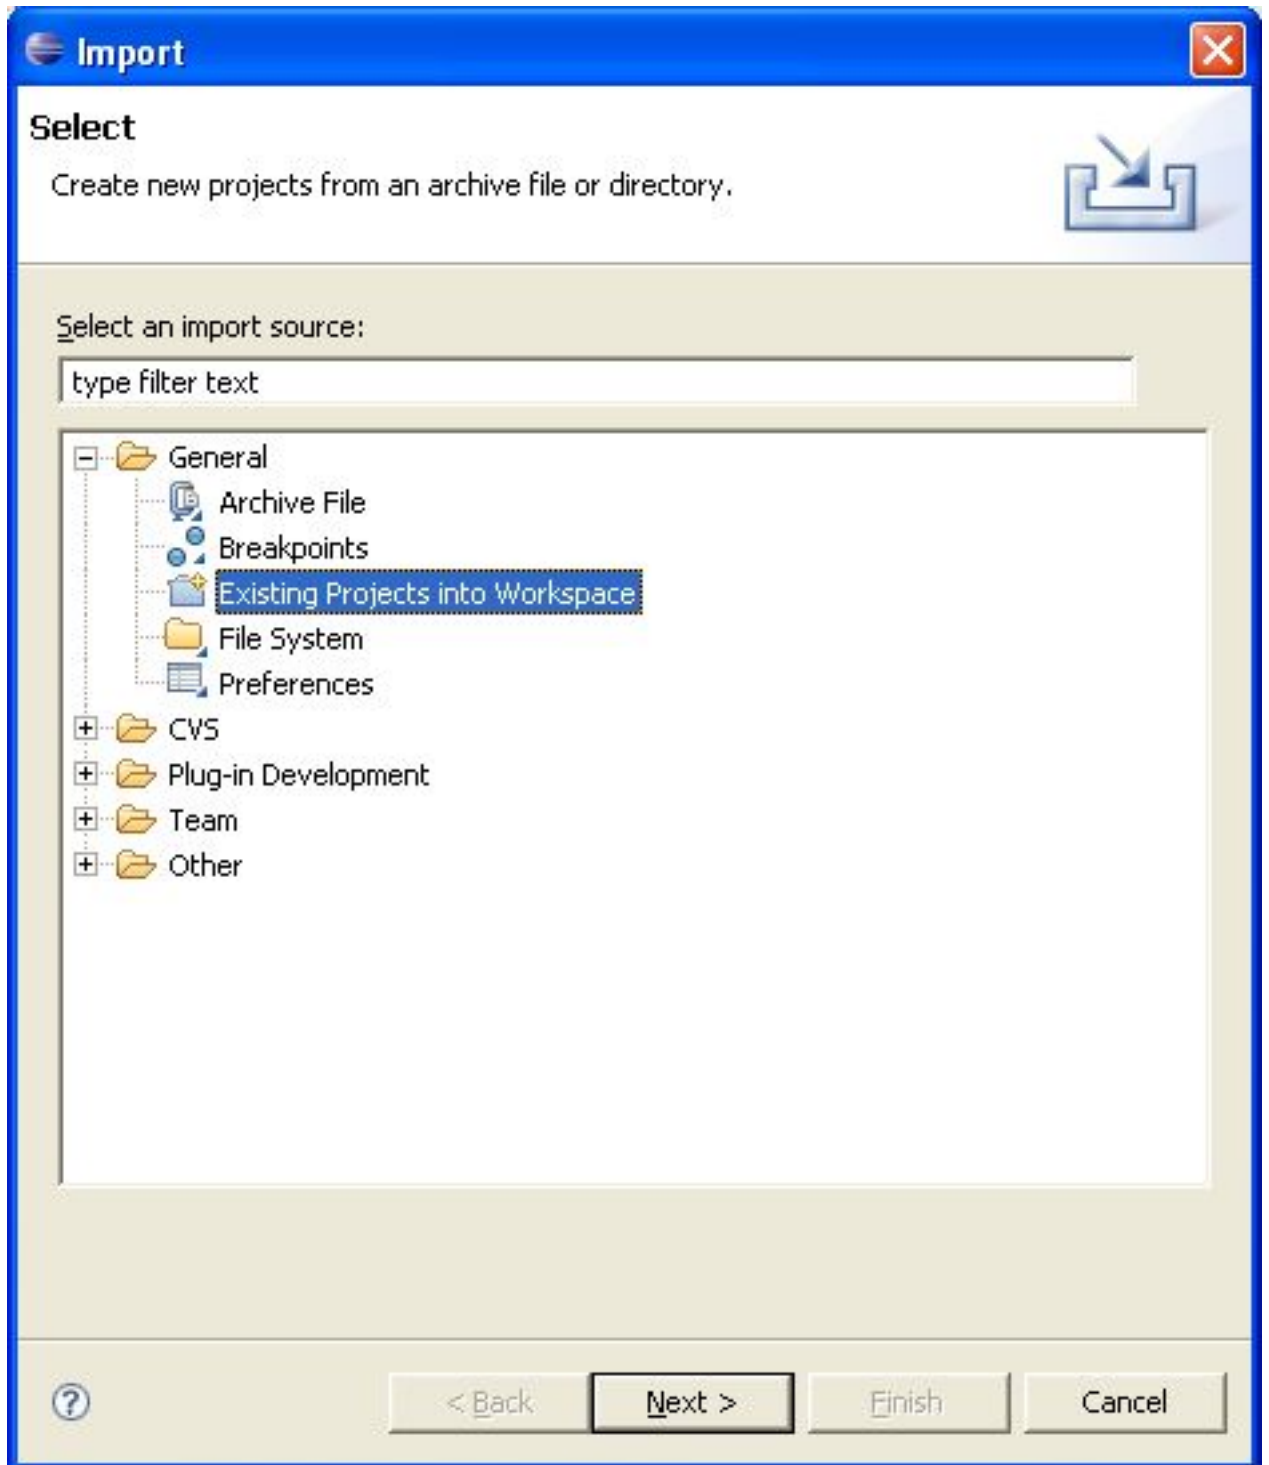 Import
Select
Create new projects from an archive file or directory.
Select an import source:
type filter text
General
Archive File
Breakpoints
Existing Projects into Workspace
File System
Preferences
CVS
Plug-in Development
Team
Other
< Back Next > Finish Cancel